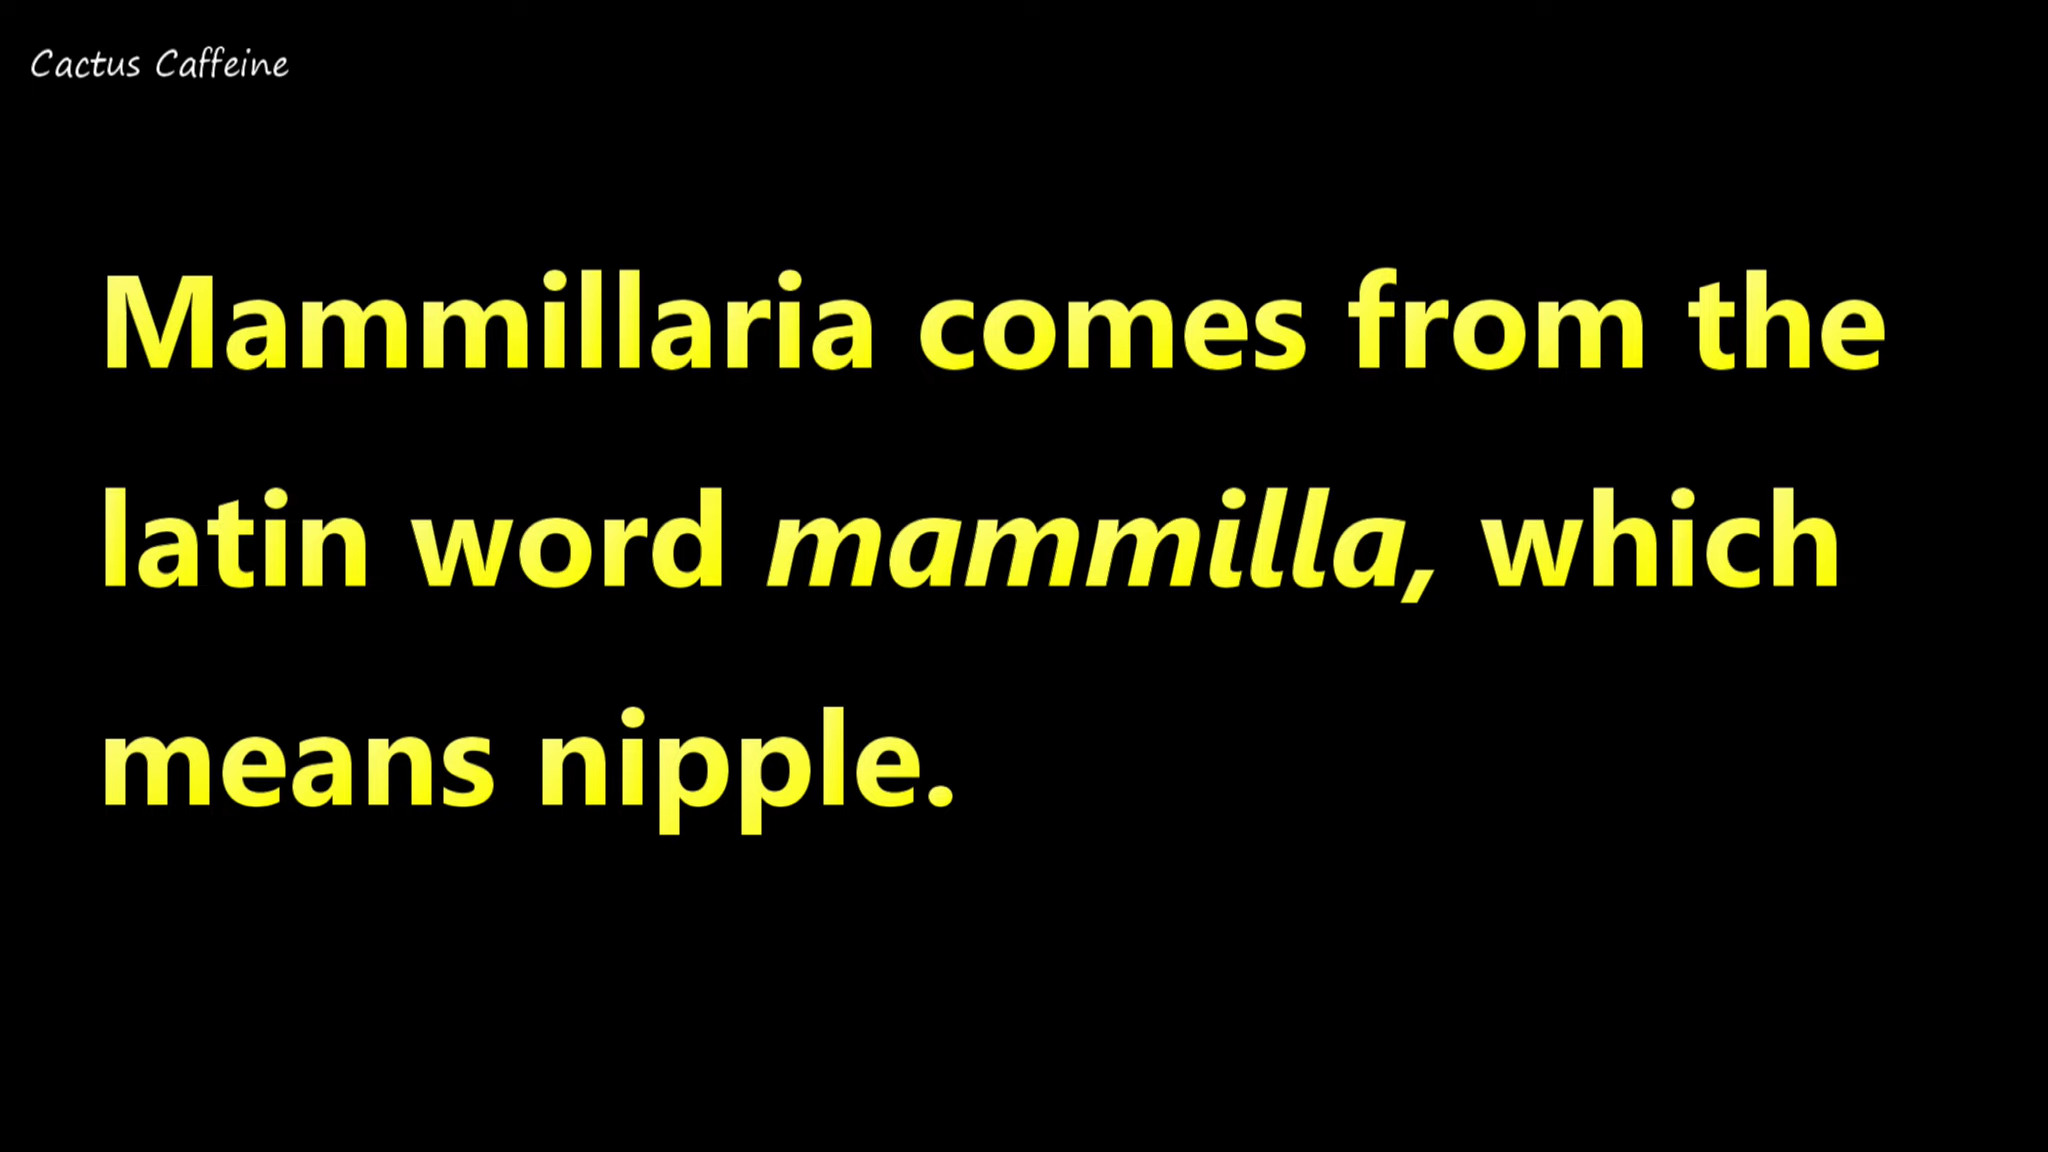 Cactus Caffeine
Mammillaria comes from the
latin word mammilla, which
means nipple.